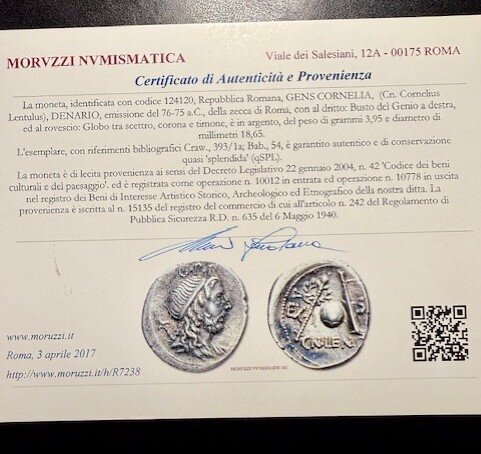 MORVZZI NVMISMATICA
Viale dei Salesiani, 12A - 00175 ROMA
Certificato di Autenticità e Provenienza
La moneta, identificata con codice 124120, Repubblica Romana, GENS CORNELIA, (Cn. Cornelius
Lentulus), DENARIO, emissione del 76-75 a.C., della zecca di Roma, con al dritto: Busto del Genio a destra,
ed al rovescio: Globo tra scettro, corona e timone, è in argento, del peso di grammi 3,95 e diametro di
millimetri 18,65.
L'esemplare, con riferimenti bibliografici Craw., 393/1a; Bab., 54, è garantito autentico e di conservazione
quasi 'splendida' (qSPL).
La moneta è di lecita provenienza ai sensi del Decreto Legislativo 22 gennaio 2004, n. 42 'Codice dei beni
culturali e del paesaggio'. ed è registrata come operazione n. 10012 in entrata ed operazione n. 10778 in uscita
nel registro dei Beni di Interesse Artistico Storico, Archeologico ed Etnografico della nostra ditta. La
provenienza è iscritta al n. 15135 del registro del commercio di cui all'articolo n. 242 del Regolamento di
Pubblica Sicurezza R.D. n. 635 del 6 Maggio 1940.
EX
CN·LEN
www.moruzzi.it
Roma, 3 aprile 2017
http://www.moruzzi.it/h/R7238
MORVZZI NVMISMATICA©